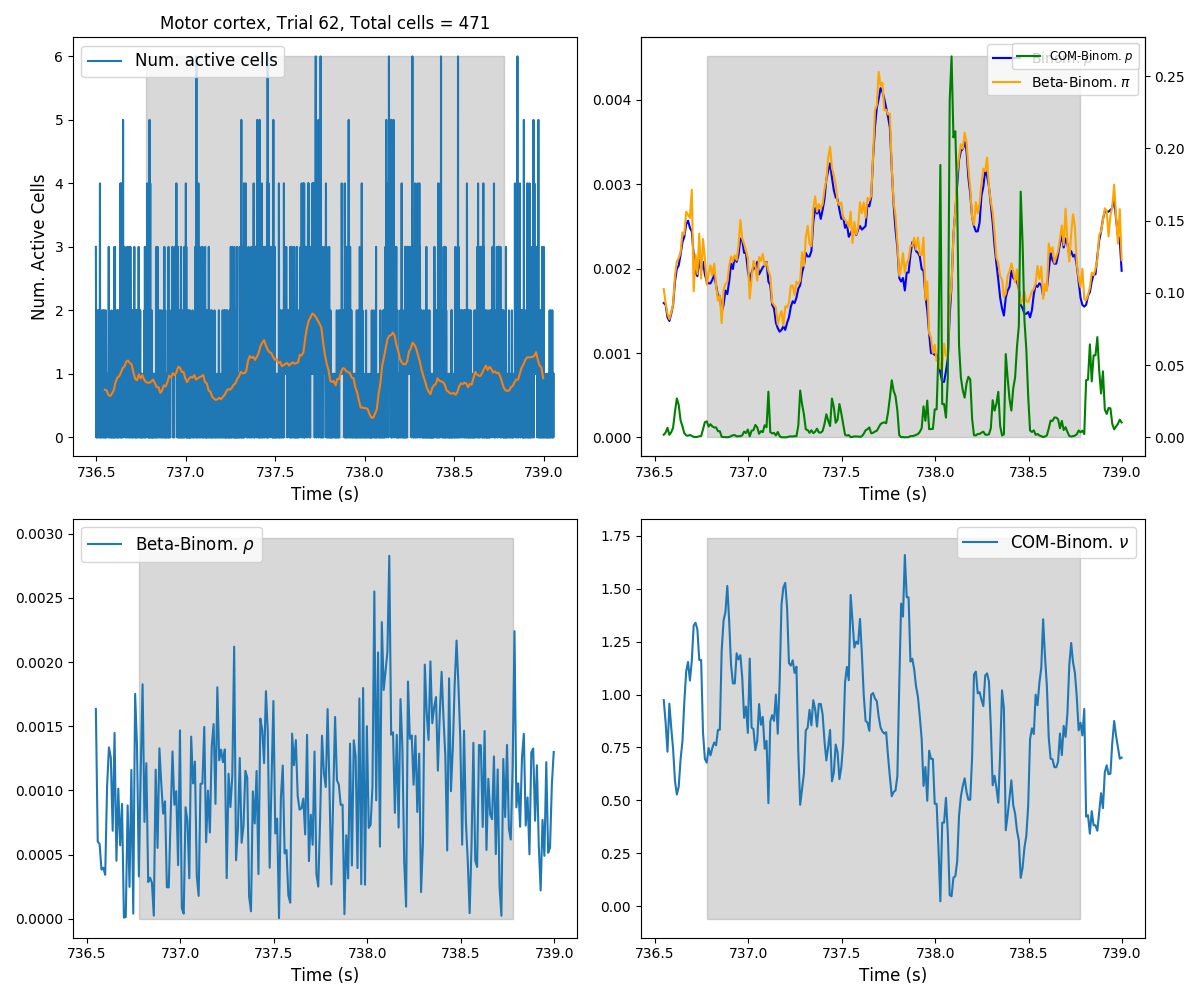 Motor cortex, Trial 62, Total cells = 471
Num. active cells
Num. Active Cells
6
5
4
3
2
1
0
736.5 737.0 737.5 738.0 738.5 739.0
Time (s)
COM-Binom. p
Beta-Binom. π
0.004
0.003
0.002
0.001
0.000
0.25
0.20
0.15
0.10
0.05
0.00
736.5 737.0 737.5 738.0 738.5 739.0
Time (s)
Beta-Binom. ρ
0.0030
0.0025
0.0020
0.0015
0.0010
0.0005
0.0000
736.5 737.0 737.5 738.0 738.5 739.0
Time (s)
COM-Binom. ν
1.75
1.50
1.25
1.00
0.75
0.50
0.25
0.00
736.5 737.0 737.5 738.0 738.5 739.0
Time (s)